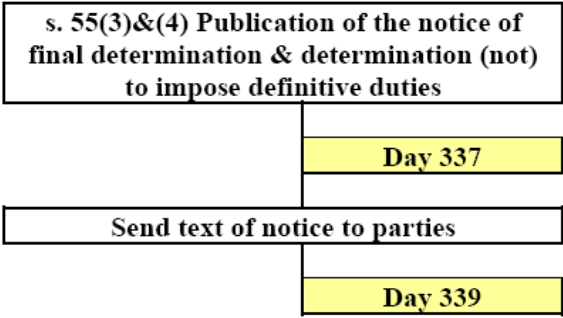 s. 55(3)&(4) Publication of the notice of
final determination & determination (not)
to impose definitive duties
Day 337
Send text of notice to parties
Day 339